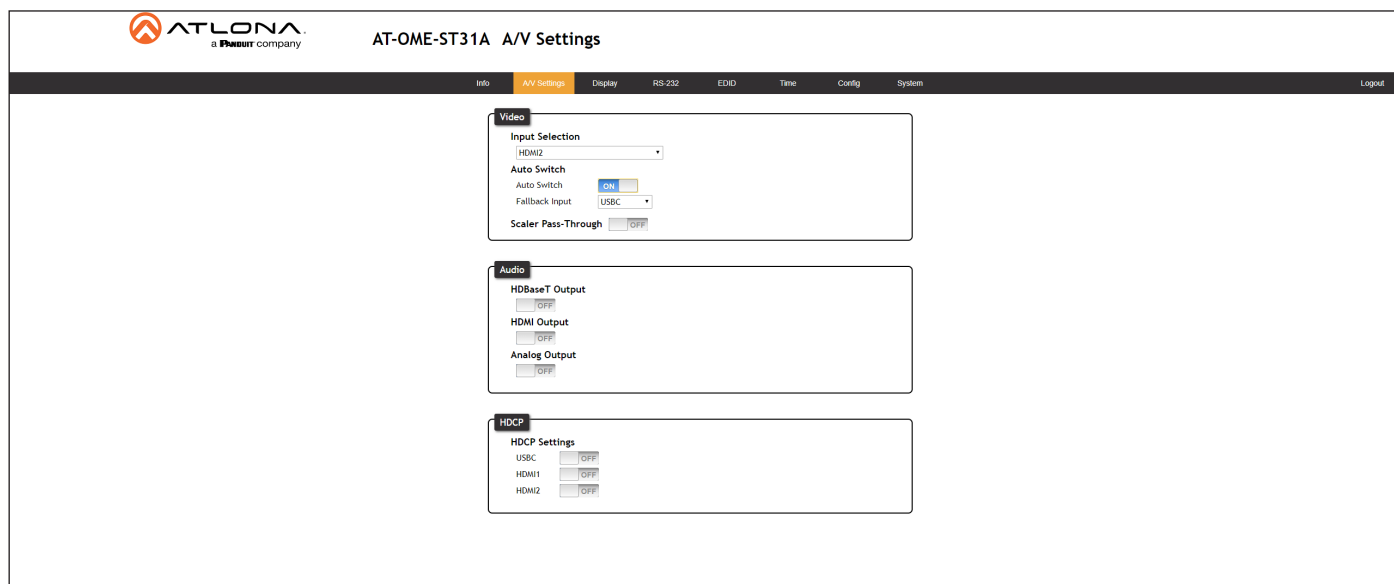 ATLONA.
a PANDUIT company
AT-OME-ST31A A/V Settings
Info A/V Settings Display RS-232 EDID Time Config System Logout
Video
Input Selection
HDMI2
Auto Switch
Auto Switch ON
Fallback Input USBC
Scaler Pass-Through OFF
Audio
HDBaseT Output
OFF
HDMI Output
OFF
Analog Output
OFF
HDCP
HDCP Settings
USBC OFF
HDMI1 OFF
HDMI2 OFF